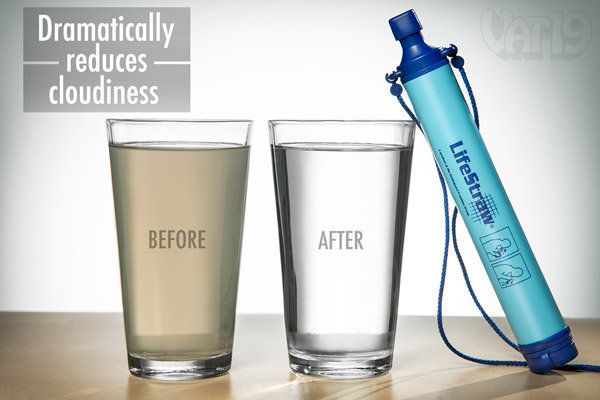 Dramatically
reduces
cloudiness
VAT19
BEFORE
AFTER
LifeStraw®